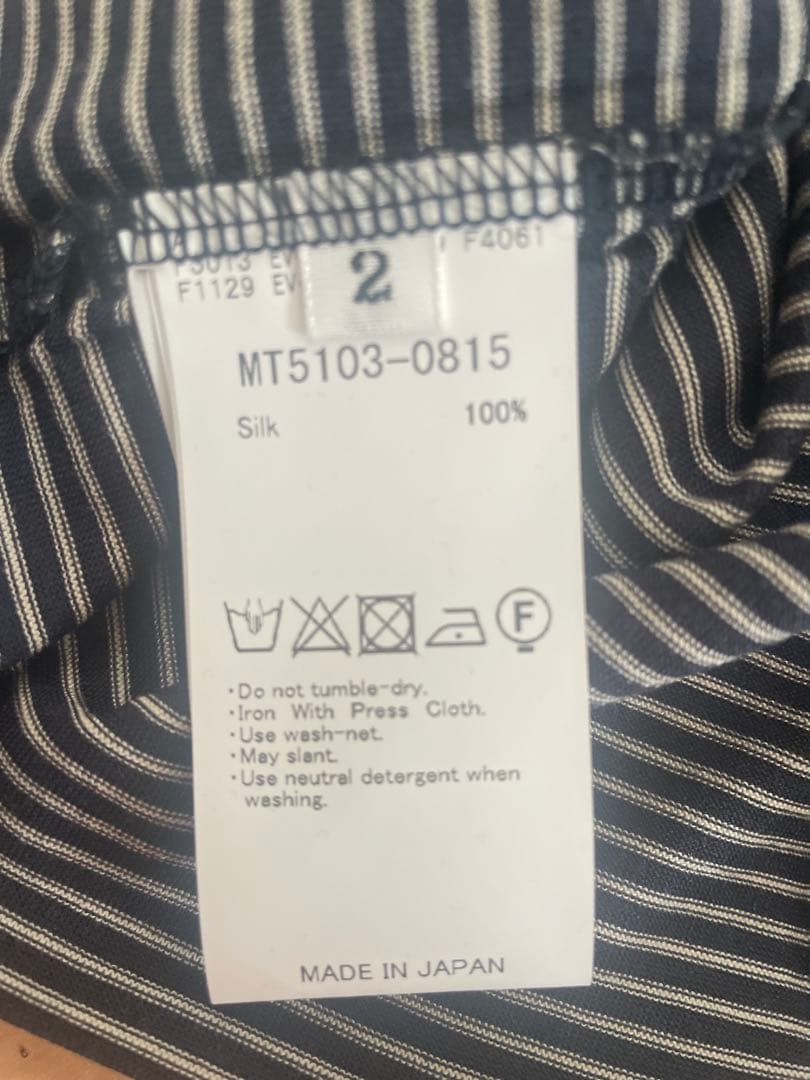 F4061
F1129 EV
2
MT5103-0815
Silk 100%
F
·Do not tumble-dry.
·Iron With Press Cloth.
·Use wash-net.
·May slant.
·Use neutral detergent when
washing.
MADE IN JAPAN